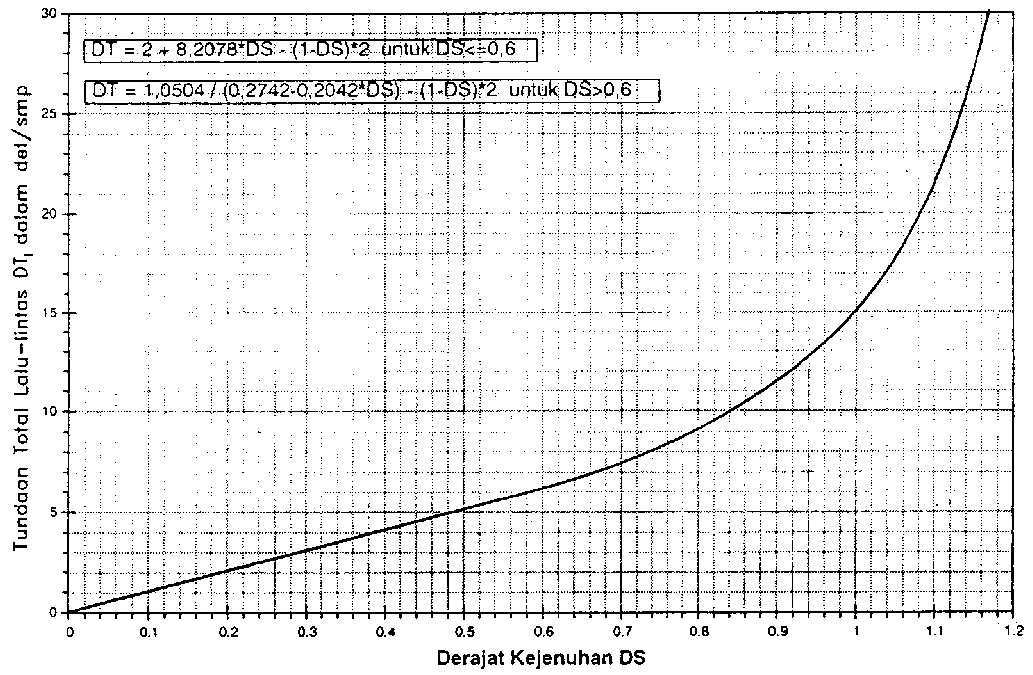 30
DT = 2 + 8.2078*DS - (1-DS)*2 untuk DS<=0,6
DT = 1,0504 / (0,2742-0,2042*DS) - (1-DS)*2 untuk DS>0,6
25
20
15
10
5
0
Tundaan Total Lalu-lintas DT, dalam det/smp
0 0.1 0.2 0.3 0.4 0.5 0.6 0.7 0.8 0.9 1 1.1 1.2
Derajat Kejenuhan DS